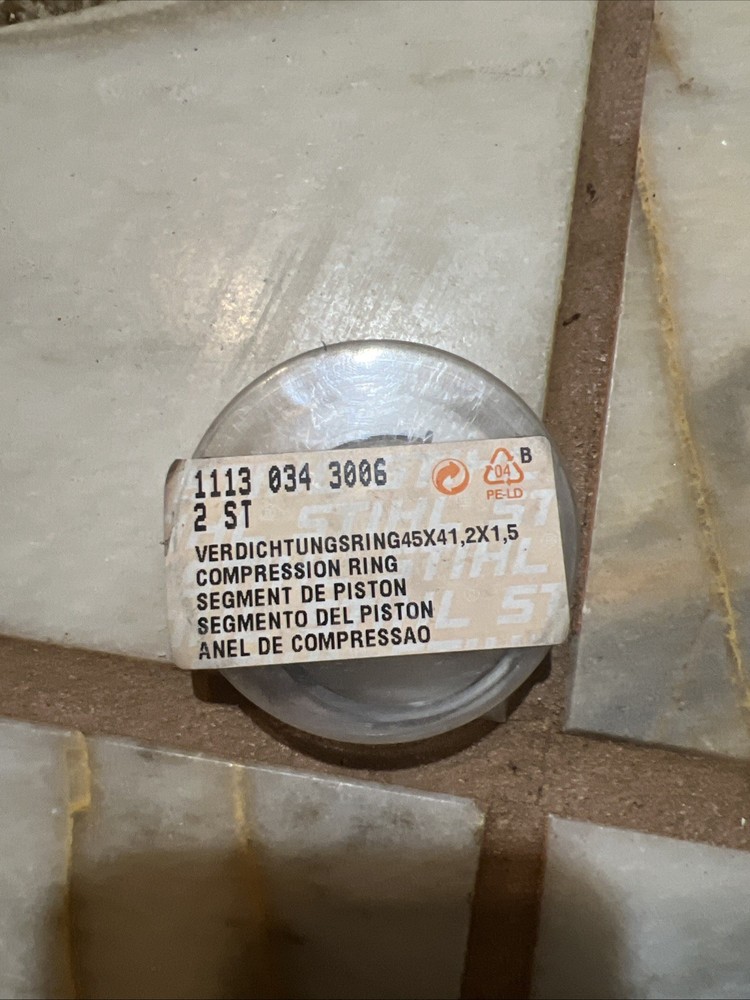 1113 034 3006
2 ST
VERDICHTUNGSRING45X41,2X1,5
COMPRESSION RING
SEGMENT DE PISTON
SEGMENTO DEL PISTON
ANEL DE COMPRESSAO
04
PE-LD
B
STIHL